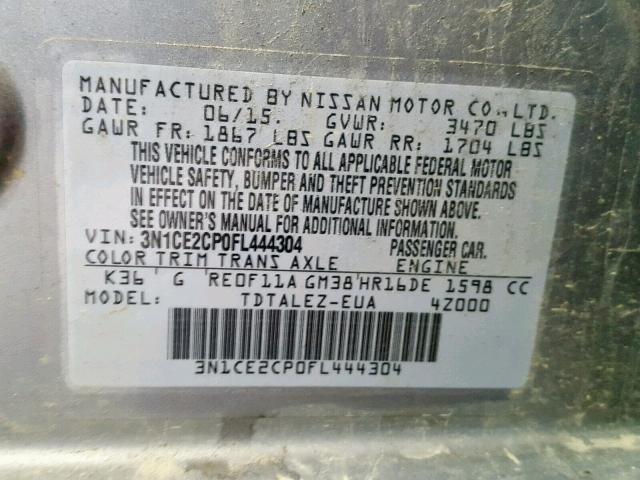 MANUFACTURED BY NISSAN MOTOR CO., LTD.
DATE: 06/15. GVWR: 3470 LBS
GAWR FR: 1867 LBS GAWR RR: 1704 LBS
THIS VEHICLE CONFORMS TO ALL APPLICABLE FEDERAL MOTOR
VEHICLE SAFETY, BUMPER AND THEFT PREVENTION STANDARDS
IN EFFECT ON THE DATE OF MANUFACTURE SHOWN ABOVE.
SEE OWNER'S MANUAL FOR ADDITIONAL INFORMATION.
VIN: 3N1CE2CP0FL444304 PASSENGER CAR.
COLOR TRIM TRANS AXLE ENGINE
K36 ' G 'RE0F11A GM38'HR16DE 1598 CC
MODEL: TDTALEZ-EUA 4Z000
3N1CE2CP0FL444304